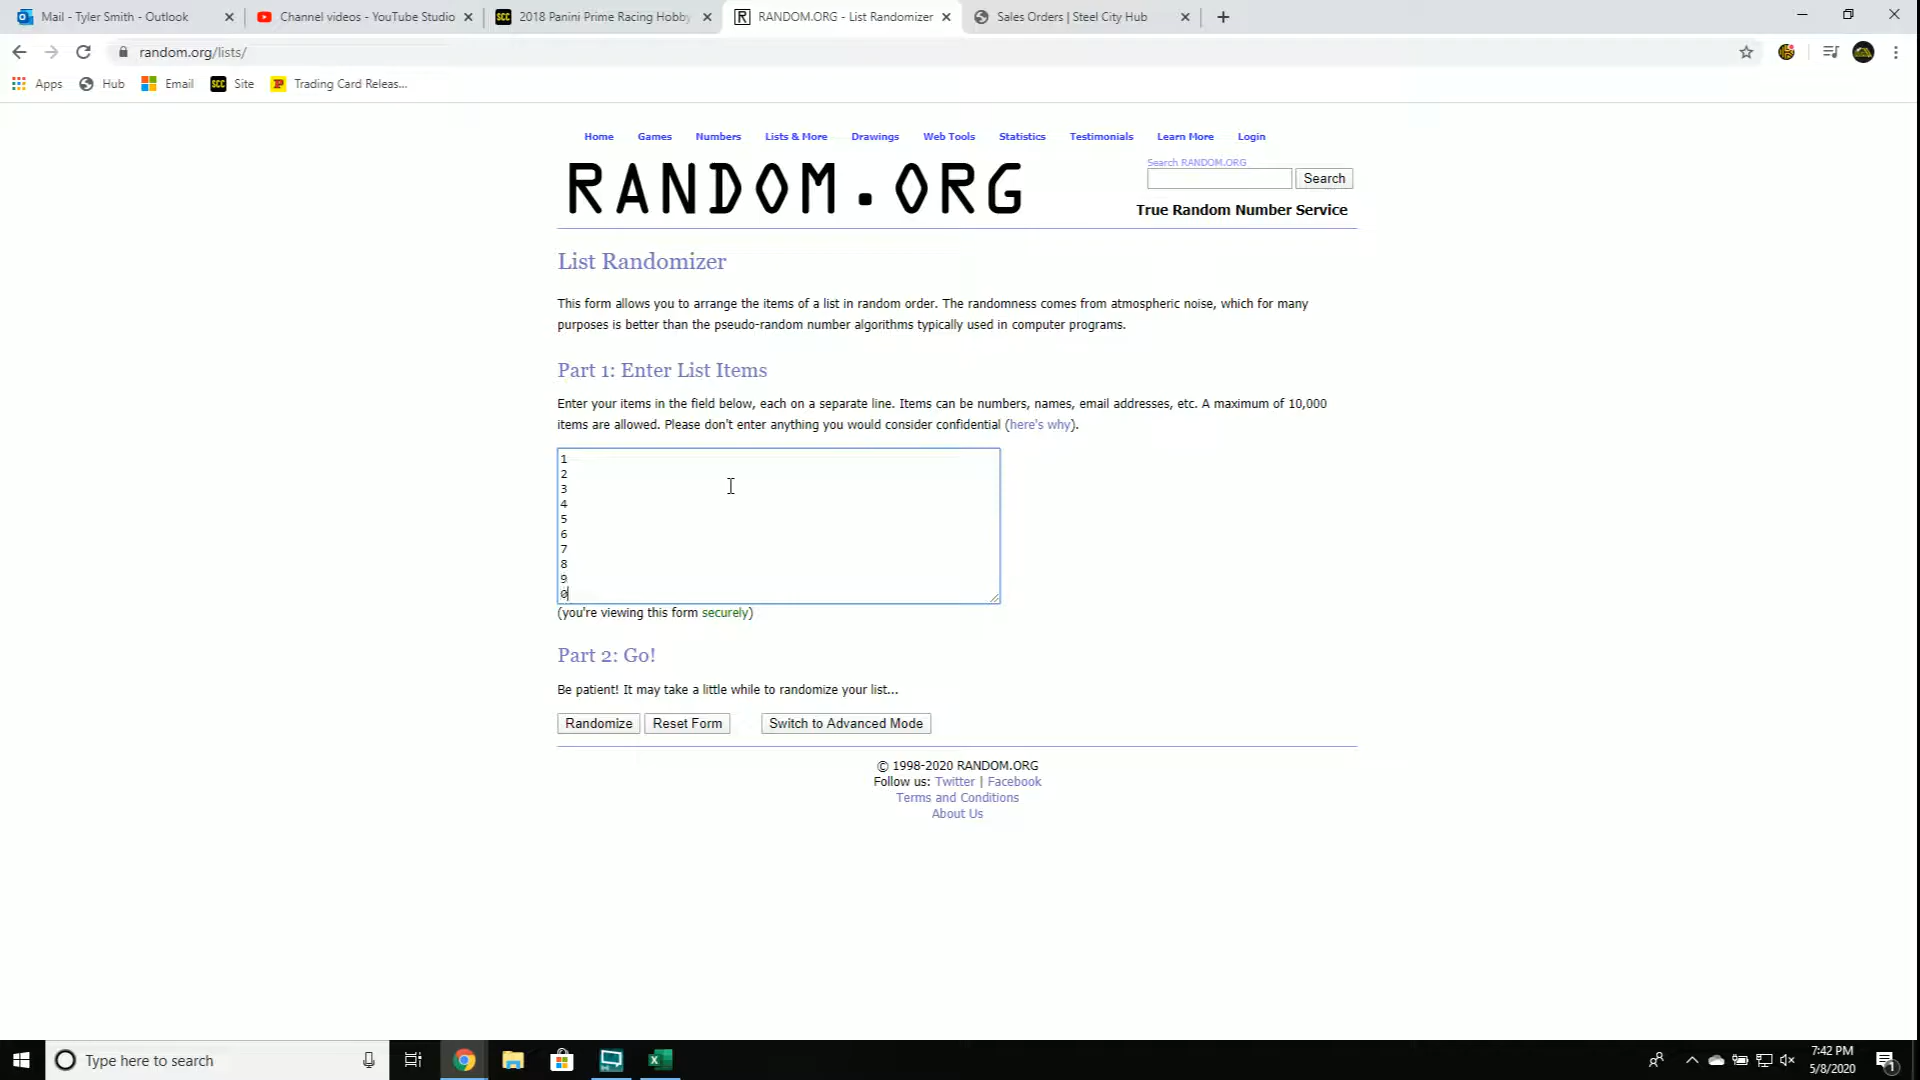 Mail - Tyler Smith - Outlook
Channel videos - YouTube Studio
SCC
2018 Panini Prime Racing Hobby
R
RANDOM.ORG - List Randomizer
Sales Orders | Steel City Hub
random.org/lists/
Apps
Hub
Email
SCC
Site
Trading Card Releas...
Home
Games
Numbers
Lists & More
Drawings
Web Tools
Statistics
Testimonials
Learn More
Login
RANDOM.ORG
Search RANDOM.ORG
Search
True Random Number Service
List Randomizer
This form allows you to arrange the items of a list in random order. The randomness comes from atmospheric noise, which for many
purposes is better than the pseudo-random number algorithms typically used in computer programs.
Part 1: Enter List Items
Enter your items in the field below, each on a separate line. Items can be numbers, names, email addresses, etc. A maximum of 10,000
items are allowed. Please don't enter anything you would consider confidential (here's why).
1
2
3
4
5
6
7
8
9
0
(you're viewing this form securely)
Part 2: Go!
Be patient! It may take a little while to randomize your list...
Randomize
Reset Form
Switch to Advanced Mode
© 1998-2020 RANDOM.ORG
Follow us: Twitter | Facebook
Terms and Conditions
About Us
Type here to search
7:42 PM
5/8/2020
1